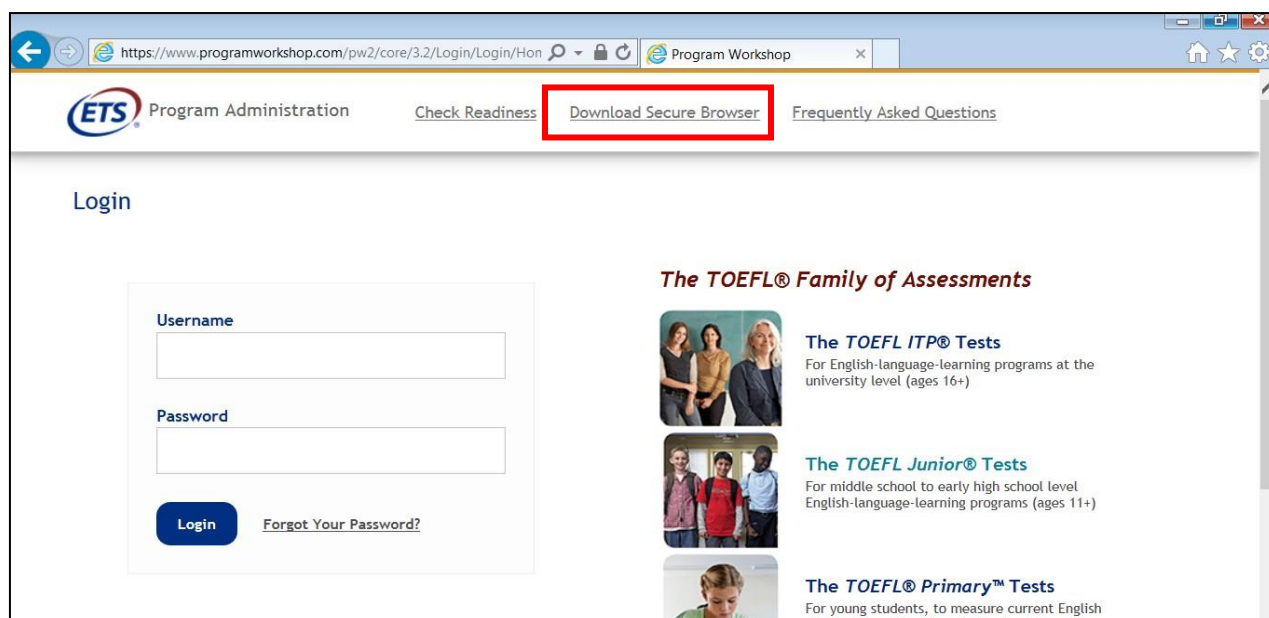 https://www.programworkshop.com/pw2/core/3.2/Login/Login/Hon
Program Workshop
ETS
Program Administration
Check Readiness
Download Secure Browser
Frequently Asked Questions
Login
Username
Password
Login
Forgot Your Password?
The TOEFL® Family of Assessments
The TOEFL ITP® Tests
For English-language-learning programs at the
university level (ages 16+)
The TOEFL Junior® Tests
For middle school to early high school level
English-language-learning programs (ages 11+)
The TOEFL® Primary™ Tests
For young students, to measure current English